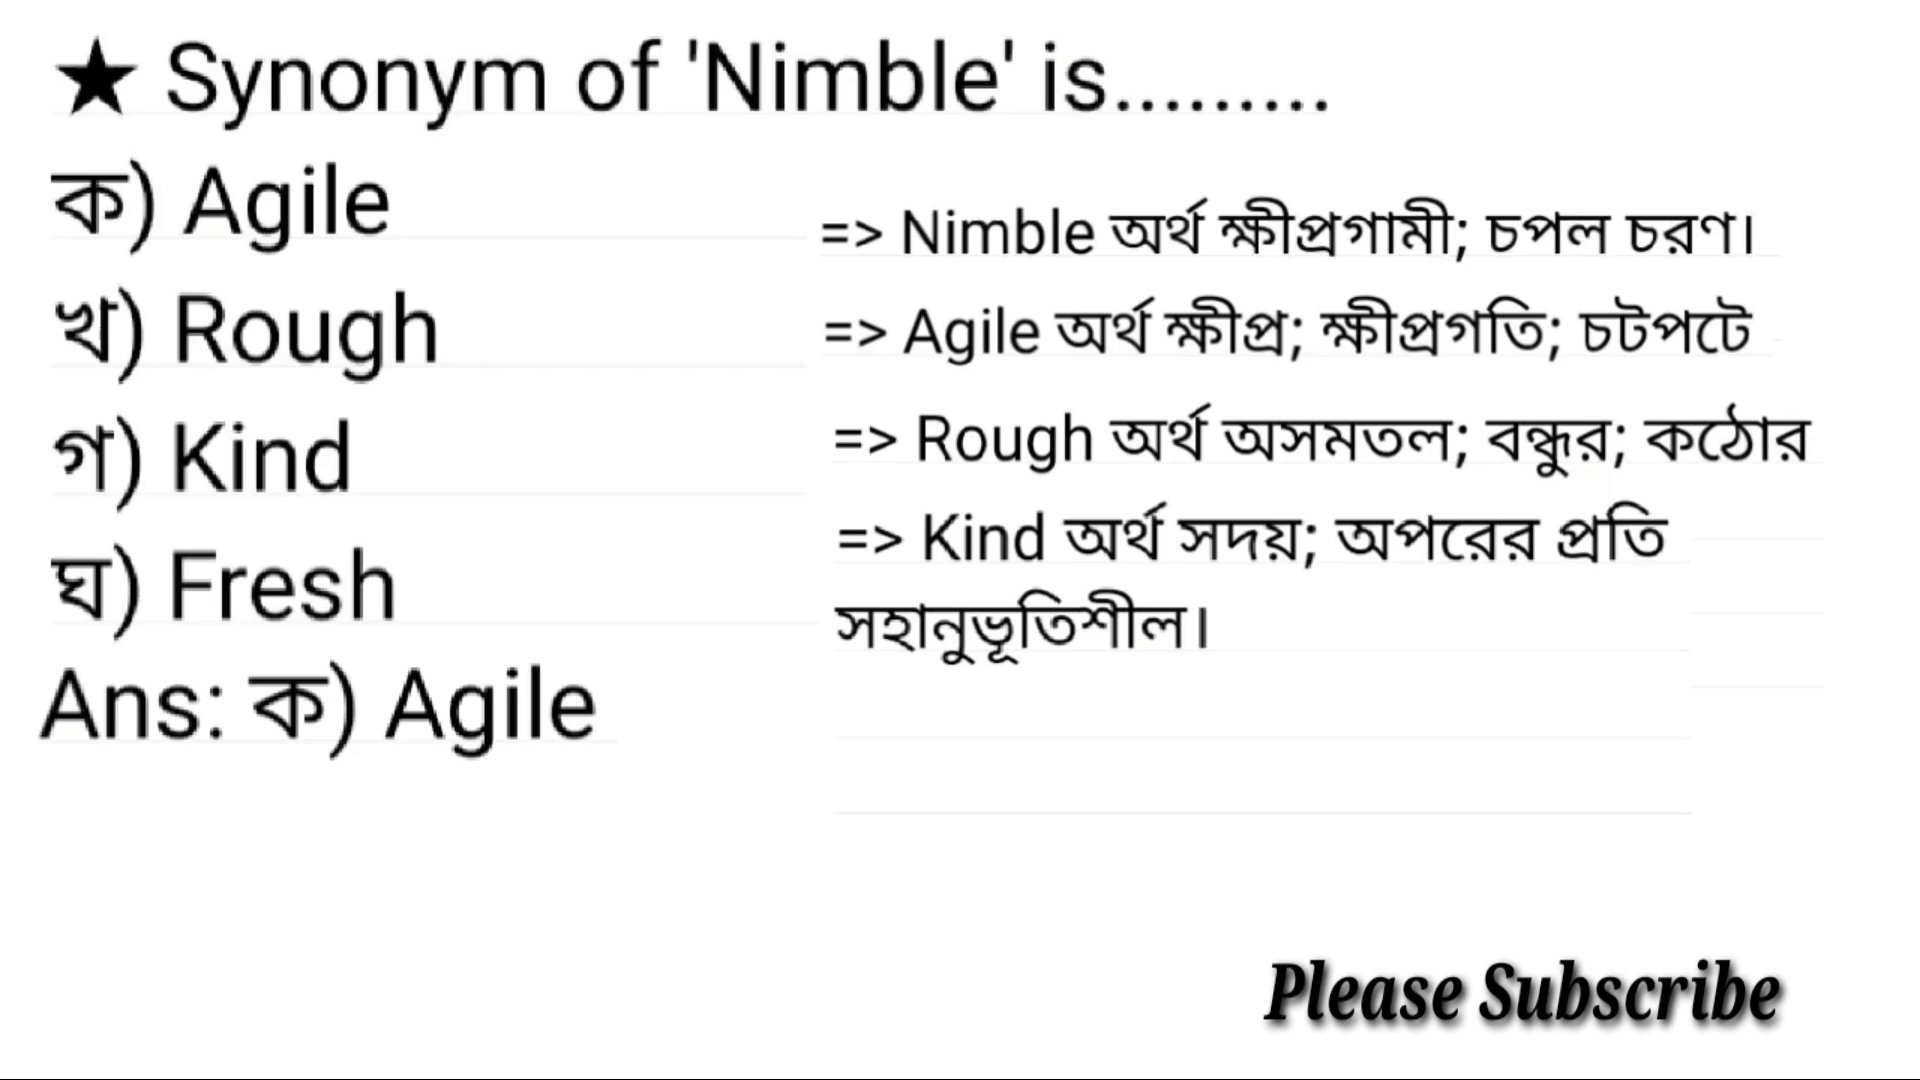 ★ Synonym of 'Nimble' is.........
ক) Agile
খ) Rough
গ) Kind
ঘ) Fresh
Ans: ক) Agile
=> Nimble অর্থ ক্ষীপ্রগামী; চপল চরণ।
=> Agile অর্থ ক্ষীপ্র; ক্ষীপ্রগতি; চটপটে
=> Rough অর্থ অসমতল; বন্ধুর; কঠোর
=> Kind অর্থ সদয়; অপরের প্রতি
সহানুভূতিশীল।
Please Subscribe